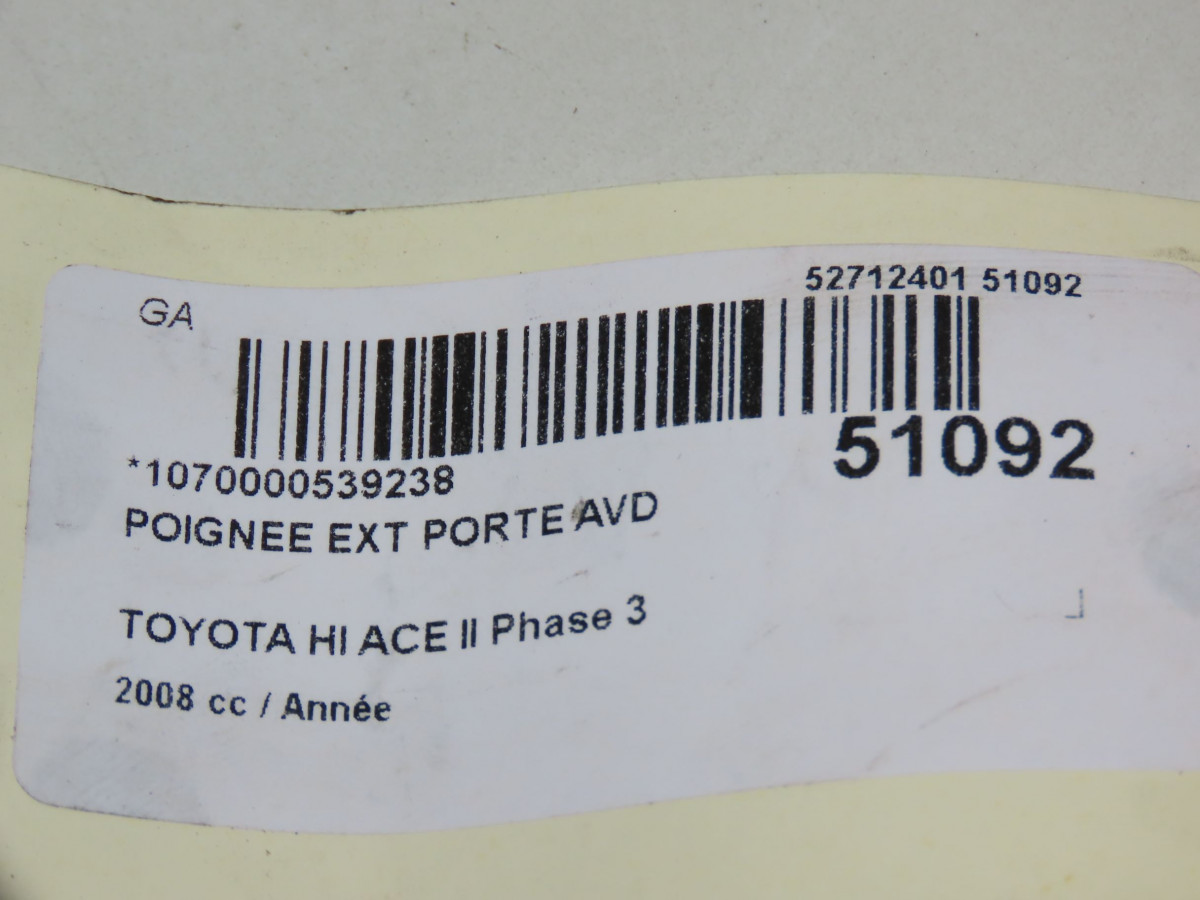 52712401 51092
GA
51092
*1070000539238
POIGNEE EXT PORTE AVD
TOYOTA HI ACE II Phase 3
2008 cc / Année